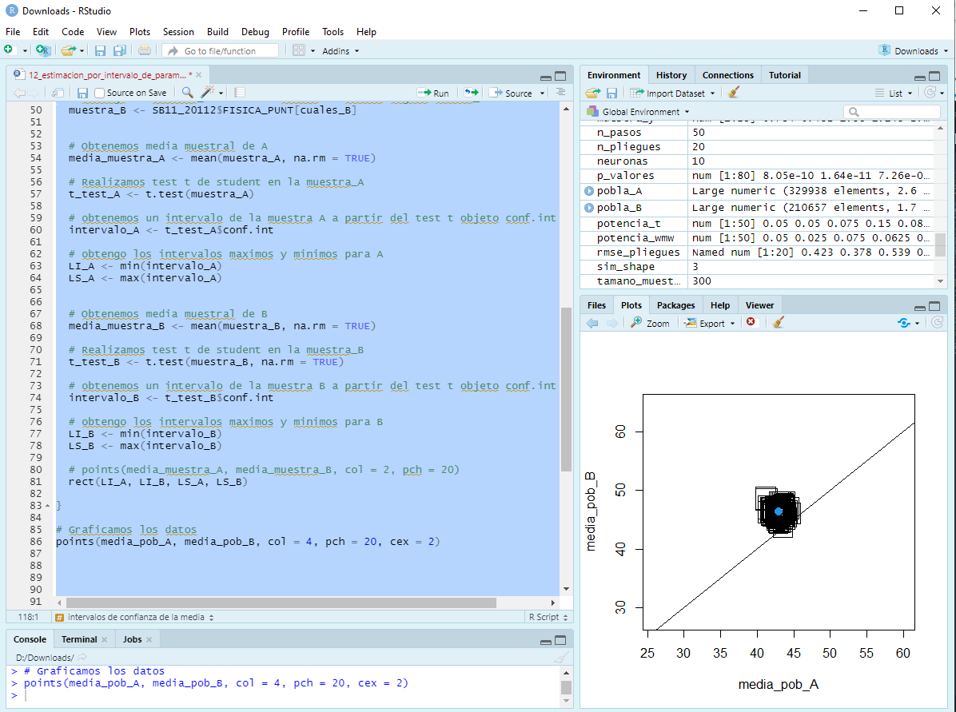 Downloads - RStudio
File Edit Code View Plots Session Build Debug Profile Tools Help
Go to file/function Addins Downloads
12_estimacion_por_intervalo_de_param...*
Source on Save Run Source
50 muestra_B <- SB11_20112$FISICA_PUNT[cuales_B]
51
52
53 # Obtenemos media muestral de A
54 media_muestra_A <- mean(muestra_A, na.rm = TRUE)
55
56 # Realizamos test t de student en la muestra_A
57 t_test_A <- t.test(muestra_A)
58
59 # obtenemos un intervalo de la muestra A a partir del test t objeto conf.int
60 intervalo_A <- t_test_A$conf.int
61
62 # obtengo los intervalos maximos y minimos para A
63 LI_A <- min(intervalo_A)
64 LS_A <- max(intervalo_A)
65
66
67 # Obtenemos media muestral de B
68 media_muestra_B <- mean(muestra_B, na.rm = TRUE)
69
70 # Realizamos test t de student en la muestra_B
71 t_test_B <- t.test(muestra_B, na.rm = TRUE)
72
73 # obtenemos un intervalo de la muestra B a partir del test t objeto conf.int
74 intervalo_B <- t_test_B$conf.int
75
76 # obtengo los intervalos maximos y minimos para B
77 LI_B <- min(intervalo_B)
78 LS_B <- max(intervalo_B)
79
80 # points(media_muestra_A, media_muestra_B, col = 2, pch = 20)
81 rect(LI_A, LI_B, LS_A, LS_B)
82
83 }
84
85 # Graficamos los datos
86 points(media_pob_A, media_pob_B, col = 4, pch = 20, cex = 2)
87
88
89
90
91
118:1 # Intervalos de confianza de la media R Script
Console Terminal Jobs
D:/Downloads/
> # Graficamos los datos
> points(media_pob_A, media_pob_B, col = 4, pch = 20, cex = 2)
>
Environment History Connections Tutorial
Import Dataset List
Global Environment
n_pasos 50
n_pliegues 20
neuronas 10
p_valores num [1:80] 8.05e-10 1.64e-11 7.26e-0...
pobla_A Large numeric (329938 elements, 2.6 ...
pobla_B Large numeric (210657 elements, 1.7 ...
potencia_t num [1:50] 0.05 0.05 0.075 0.15 0.08...
potencia_wmw num [1:50] 0.05 0.025 0.075 0.0625 0...
rmse_pliegues Named num [1:20] 0.423 0.378 0.539 0...
sim_shape 3
tamano_muest... 300
Files Plots Packages Help Viewer
Zoom Export
60
50
40
30
media_pob_B
25 30 35 40 45 50 55 60
media_pob_A